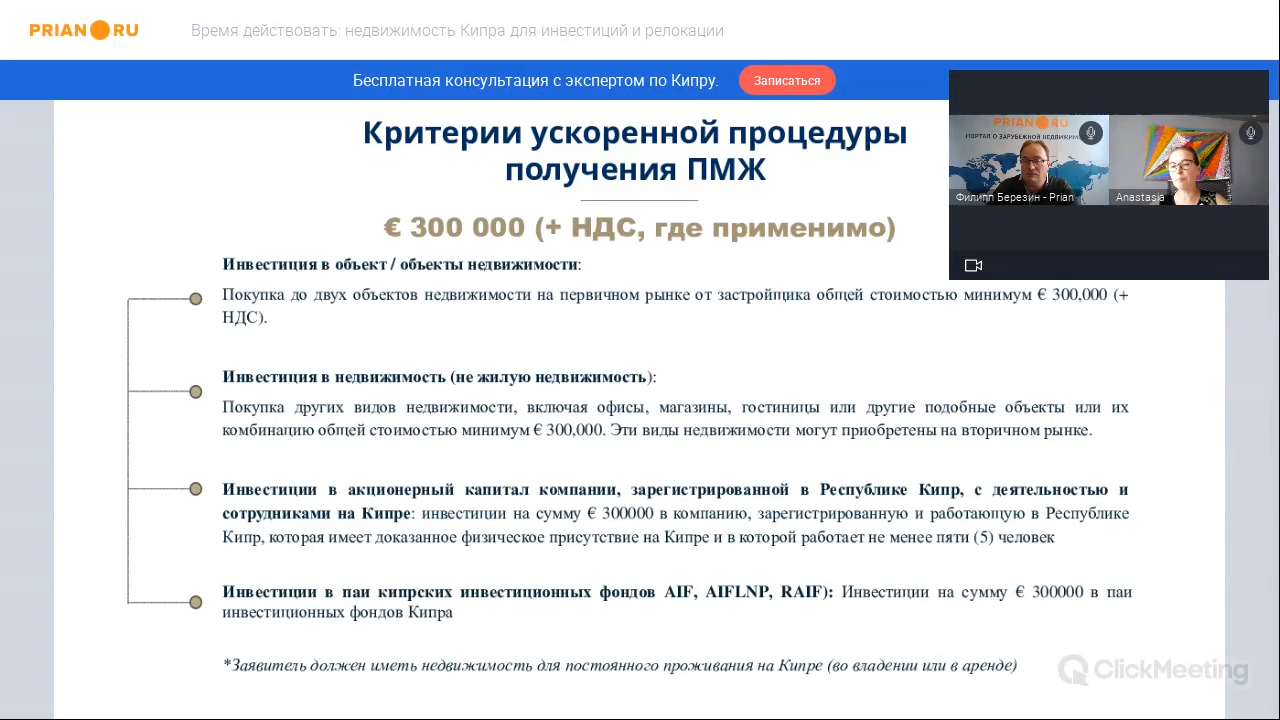 PRIAN RU
Время действовать: недвижимость Кипра для инвестиций и релокации
Бесплатная консультация с экспертом по Кипру.
Записаться
PRIAN RU
ПОРТАЛ О ЗАРУБЕЖНОЙ НЕДВИЖИМ
Филипп Березин - Prian
Anastasia
Критерии ускоренной процедуры
получения ПМЖ
€ 300 000 (+ НДС, где применимо)
Инвестиция в объект / объекты недвижимости:
Покупка до двух объектов недвижимости на первичном рынке от застройщика общей стоимостью минимум € 300,000 (+
НДС).
Инвестиция в недвижимость (не жилую недвижимость):
Покупка других видов недвижимости, включая офисы, магазины, гостиницы или другие подобные объекты или их
комбинацию общей стоимостью минимум € 300,000. Эти виды недвижимости могут приобретены на вторичном рынке.
Инвестиции в акционерный капитал компании, зарегистрированной в Республике Кипр, с деятельностью и
сотрудниками на Кипре: инвестиции на сумму € 300000 в компанию, зарегистрированную и работающую в Республике
Кипр, которая имеет доказанное физическое присутствие на Кипре и в которой работает не менее пяти (5) человек
Инвестиции в паи кипрских инвестиционных фондов AIF, AIFLNP, RAIF): Инвестиции на сумму € 300000 в паи
инвестиционных фондов Кипра
*Заявитель должен иметь недвижимость для постоянного проживания на Кипре (во владении или в аренде)
ClickMeeting